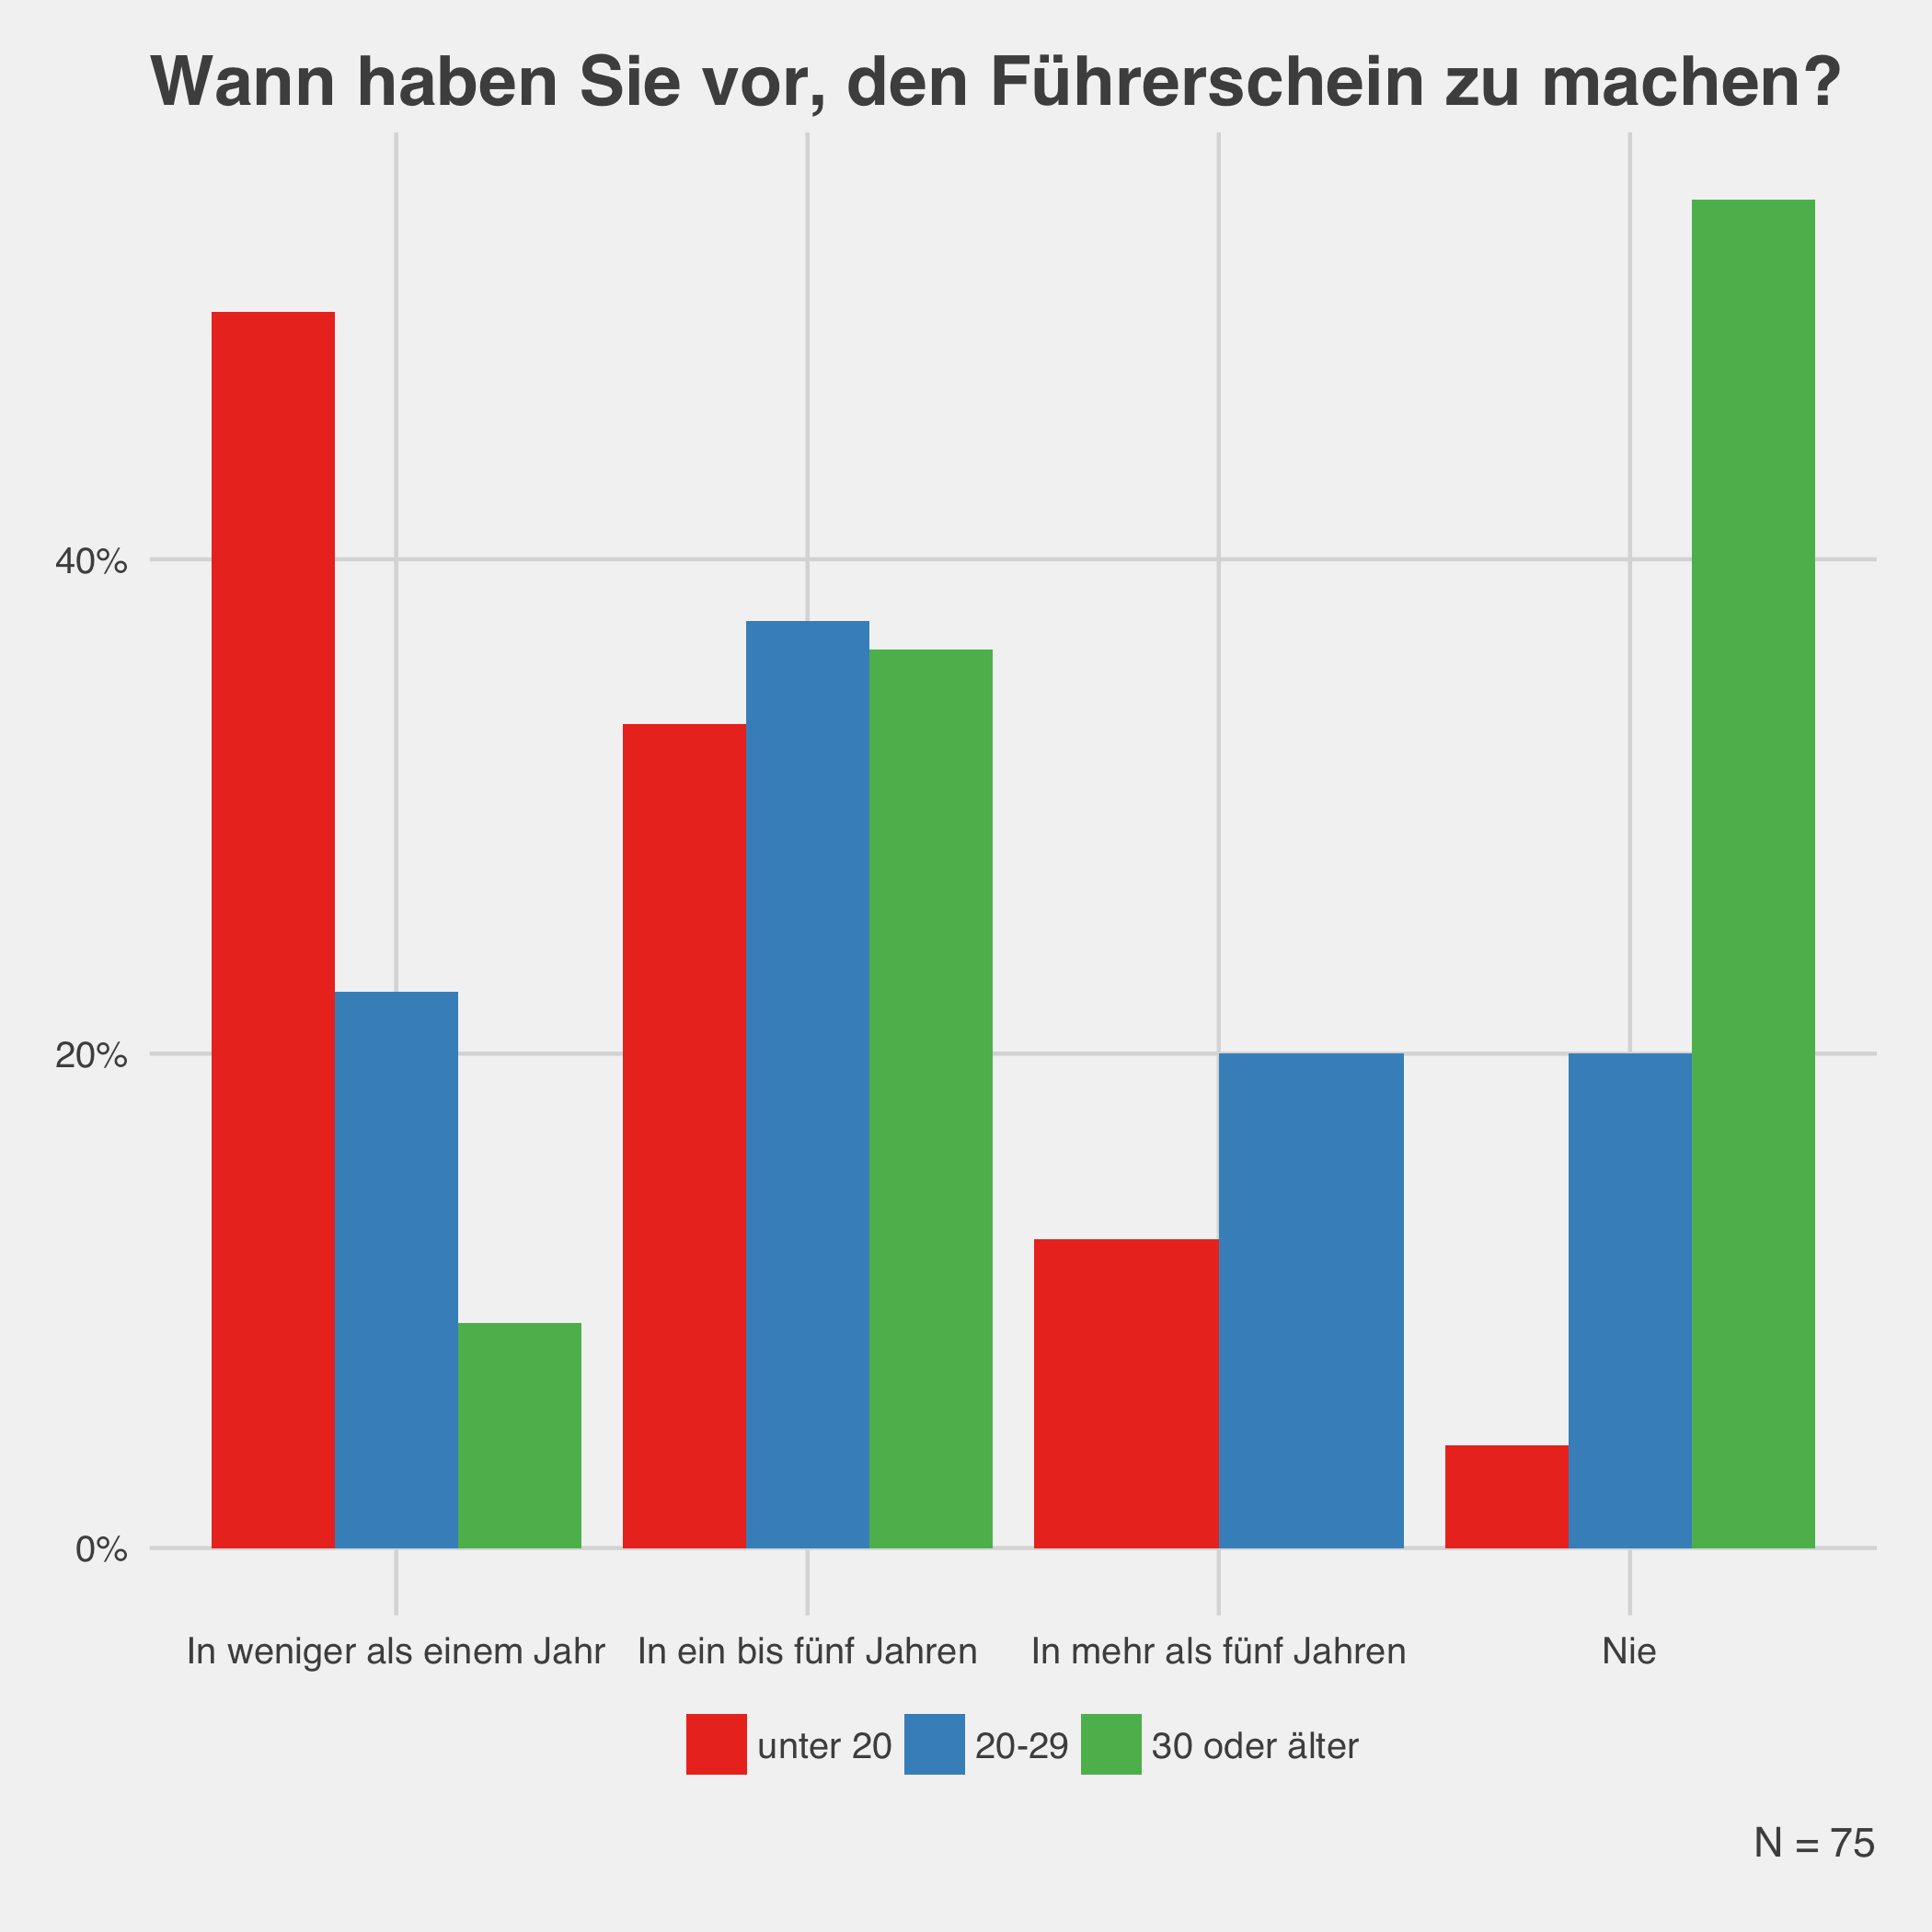 Wann haben Sie vor, den Führerschein zu machen?
40%
20%
0%
In weniger als einem Jahr
In ein bis fünf Jahren
In mehr als fünf Jahren
Nie
unter 20
20-29
30 oder älter
N = 75